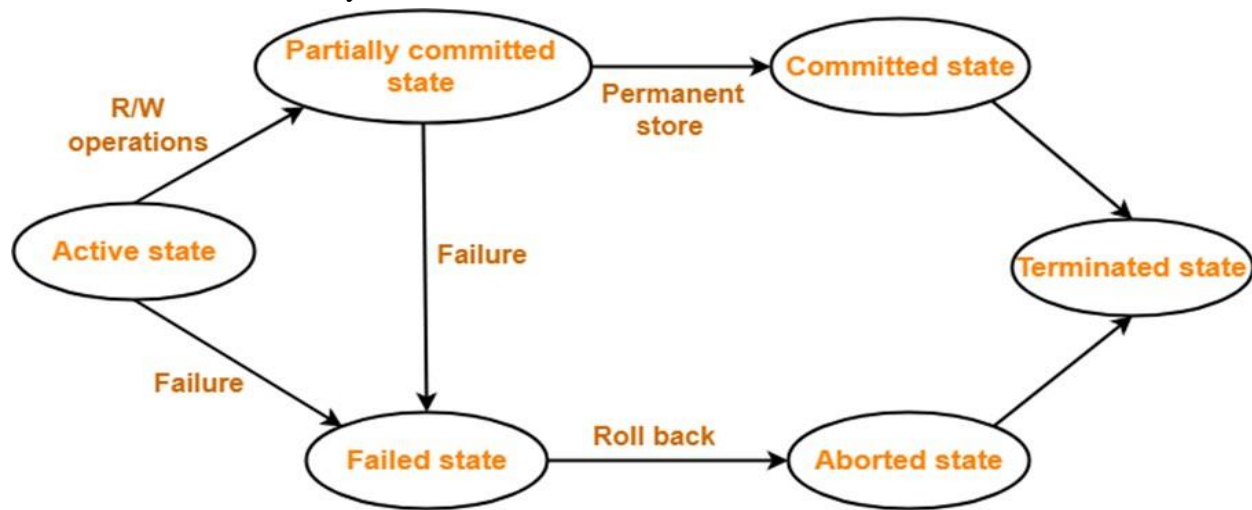 Partially committed
state
Committed state
Permanent
store
R/W
operations
Active state
Failure
Terminated state
Failure
Roll back
Failed state
Aborted state